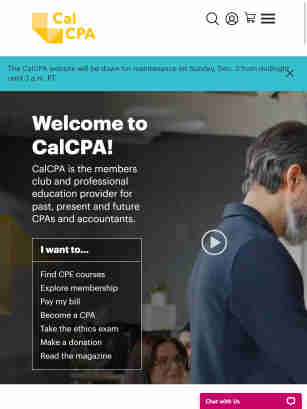 Cal
CPA
The CalCPA website will be down for maintenance on Sunday, Dec. 3 from midnight
until 3 a.m. PT.
Welcome to
CalCPA!
CalCPA is the members
club and professional
education provider for
past, present and future
CPAs and accountants.
I want to...
Find CPE courses
Explore membership
Pay my bill
Become a CPA
Take the ethics exam
Make a donation
Read the magazine
Chat with Us